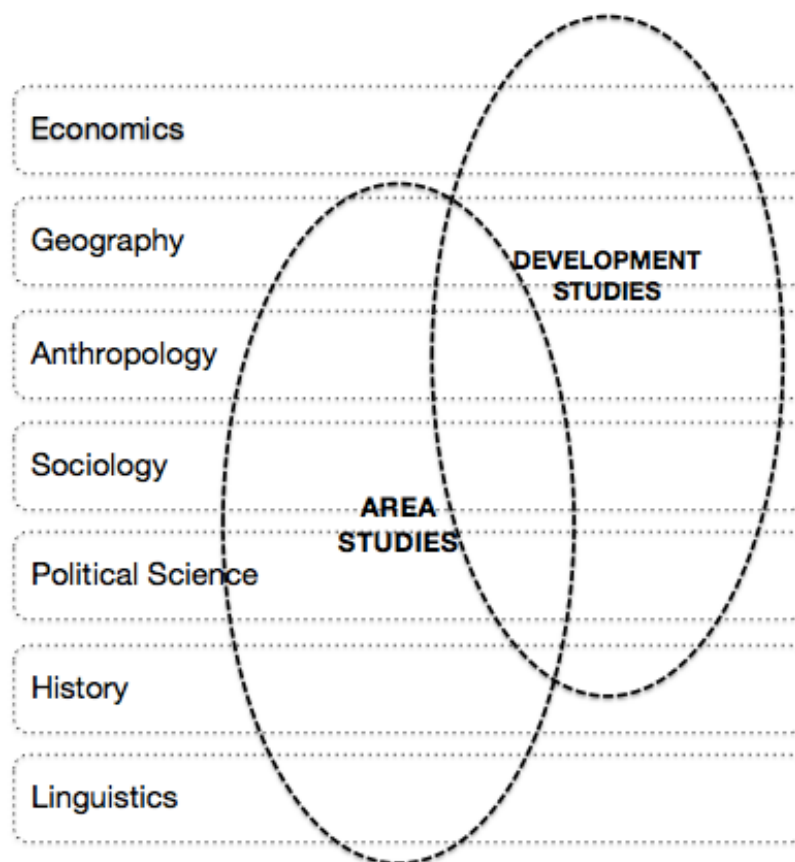 Economics
Geography
DEVELOPMENT
STUDIES
Anthropology
Sociology
AREA
STUDIES
Political Science
History
Linguistics